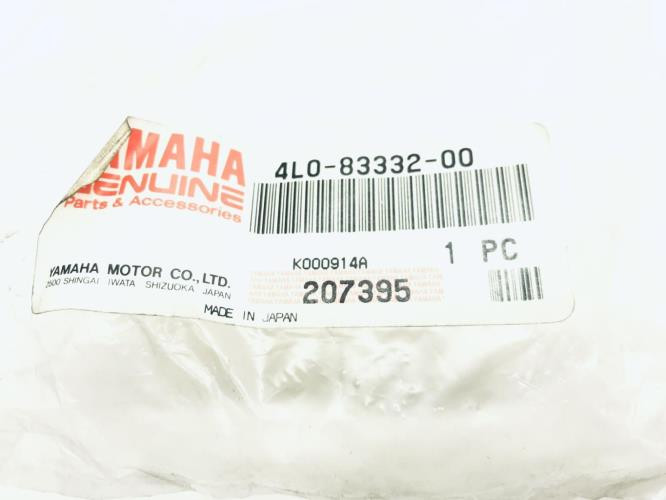 YAMAHA
GENUINE
Parts & Accessories
YAMAHA MOTOR CO., LTD.
2500 SHINGAI IWATA SHIZUOKA JAPAN
4L0-83332-00
K000914A
1 PC
207395
MADE IN JAPAN